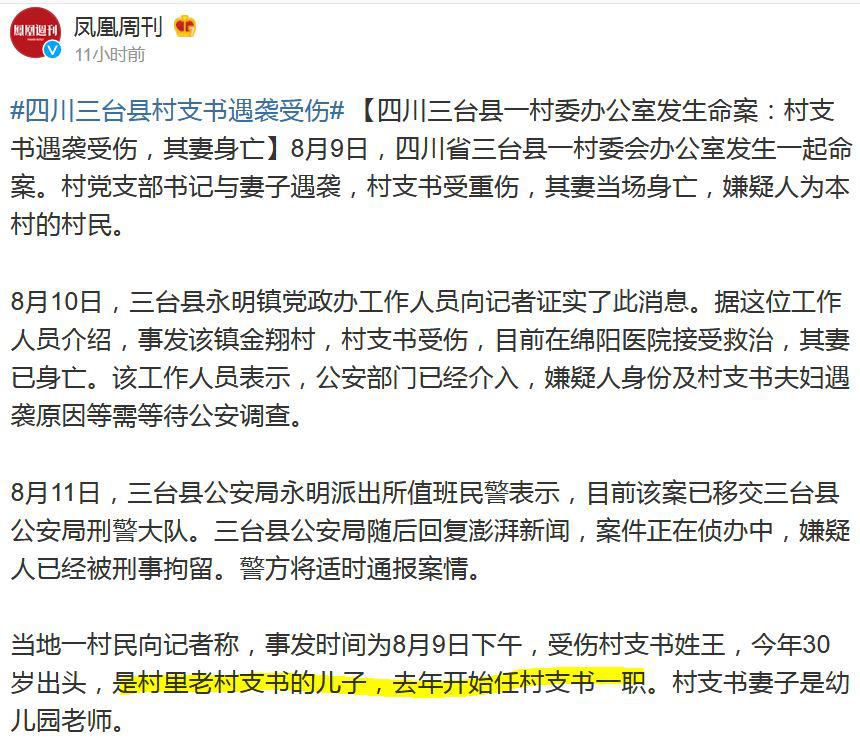 鳳凰週刊
凤凰周刊
11小时前
#四川三台县村支书遇袭受伤# 【四川三台县一村委办公室发生命案：村支
书遇袭受伤，其妻身亡】8月9日，四川省三台县一村委会办公室发生一起命
案。村党支部书记与妻子遇袭，村支书受重伤，其妻当场身亡，嫌疑人为本
村的村民。
8月10日，三台县永明镇党政办工作人员向记者证实了此消息。据这位工作
人员介绍，事发该镇金翔村，村支书受伤，目前在绵阳医院接受救治，其妻
已身亡。该工作人员表示，公安部门已经介入，嫌疑人身份及村支书夫妇遇
袭原因等需等待公安调查。
8月11日，三台县公安局永明派出所值班民警表示，目前该案已移交三台县
公安局刑警大队。三台县公安局随后回复澎湃新闻，案件正在侦办中，嫌疑
人已经被刑事拘留。警方将适时通报案情。
当地一村民向记者称，事发时间为8月9日下午，受伤村支书姓王，今年30
岁出头，是村里老村支书的儿子，去年开始任村支书一职。村支书妻子是幼
儿园老师。